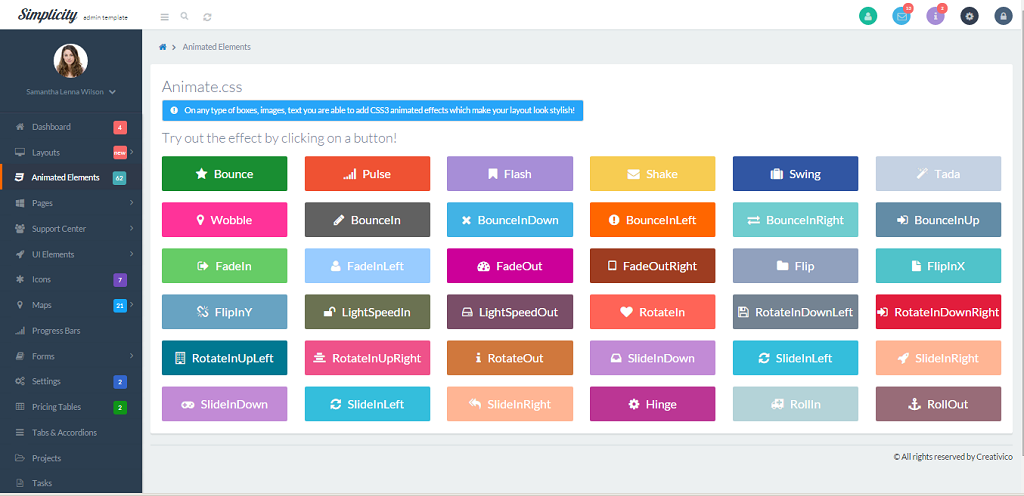 Simplicity admin template
10
2
Animated Elements
Samantha Lenna Wilson
Dashboard 4
Layouts new
Animated Elements 62
Pages
Support Center
UI Elements
Icons 7
Maps 21
Progress Bars
Forms
Settings 2
Pricing Tables 2
Tabs & Accordions
Projects
Tasks
Animate.css
On any type of boxes, images, text you are able to add CSS3 animated effects which make your layout look stylish!
Try out the effect by clicking on a button!
Bounce Pulse Flash Shake Swing Tada
Wobble BounceIn BounceInDown BounceInLeft BounceInRight BounceInUp
FadeIn FadeInLeft FadeOut FadeOutRight Flip FlipInX
FlipInY LightSpeedIn LightSpeedOut RotateIn RotateInDownLeft RotateInDownRight
RotateInUpLeft RotateInUpRight RotateOut SlideInDown SlideInLeft SlideInRight
SlideInDown SlideInLeft SlideInRight Hinge RollIn RollOut
© All rights reserved by Creativico